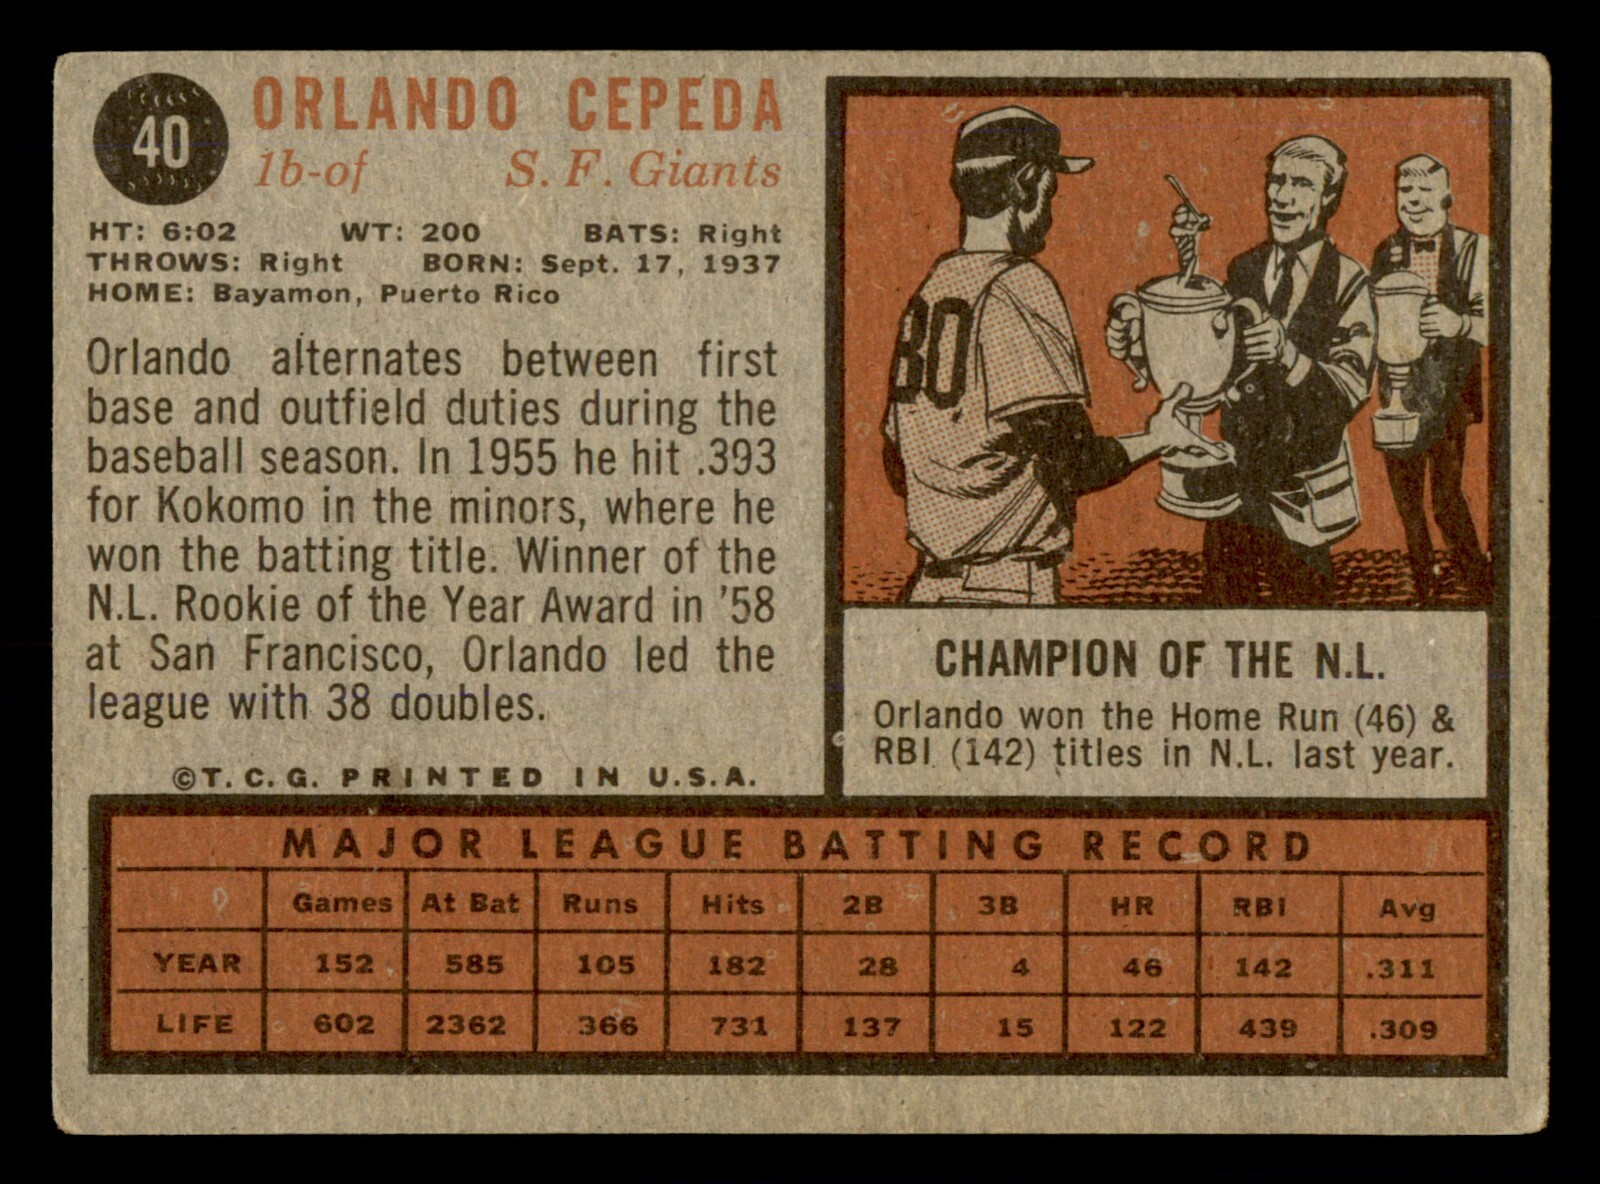 40
ORLANDO CEPEDA
1b-of S. F. Giants
HT: 6:02 WT: 200 BATS: Right
THROWS: Right BORN: Sept. 17, 1937
HOME: Bayamon, Puerto Rico
Orlando alternates between first
base and outfield duties during the
baseball season. In 1955 he hit .393
for Kokomo in the minors, where he
won the batting title. Winner of the
N.L. Rookie of the Year Award in '58
at San Francisco, Orlando led the
league with 38 doubles.
©T. C. G. PRINTED IN U.S.A.
30
CHAMPION OF THE N.L.
Orlando won the Home Run (46) &
RBI (142) titles in N.L. last year.
MAJOR LEAGUE BATTING RECORD
Games At Bat Runs Hits 2B 3B HR RBI Avg
YEAR 152 585 105 182 28 4 46 142 .311
LIFE 602 2362 366 731 137 15 122 439 .309